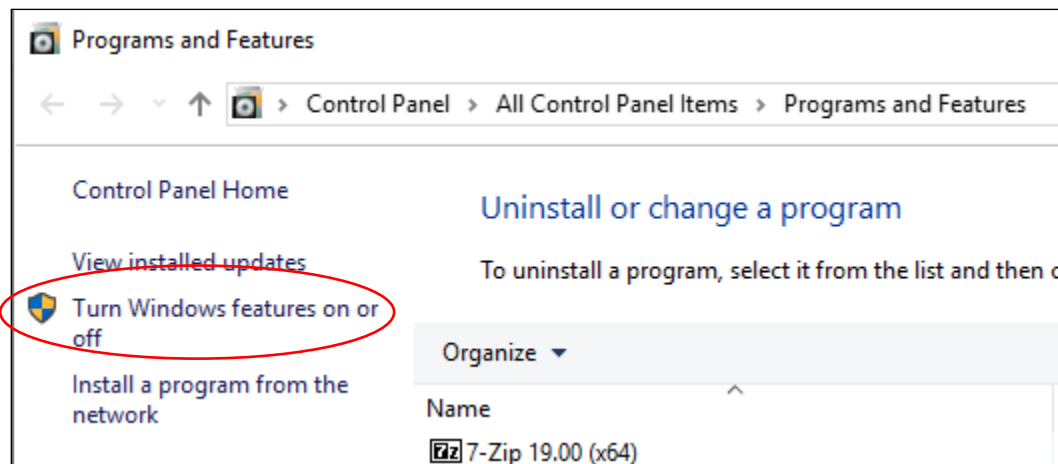 Programs and Features
Control Panel > All Control Panel Items > Programs and Features
Control Panel Home
View installed updates
Turn Windows features on or
off
Install a program from the
network
Uninstall or change a program
To uninstall a program, select it from the list and then
Organize
Name
7-Zip 19.00 (x64)